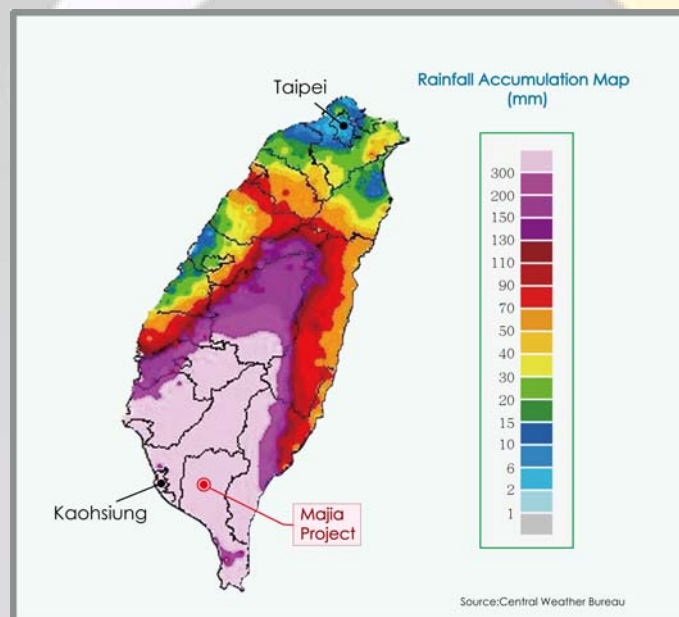 Rainfall Accumulation Map
(mm)
Taipei
300
200
150
130
110
90
70
50
40
30
20
15
10
6
2
1
Kaohsiung
Majia
Project
Source:Central Weather Bureau